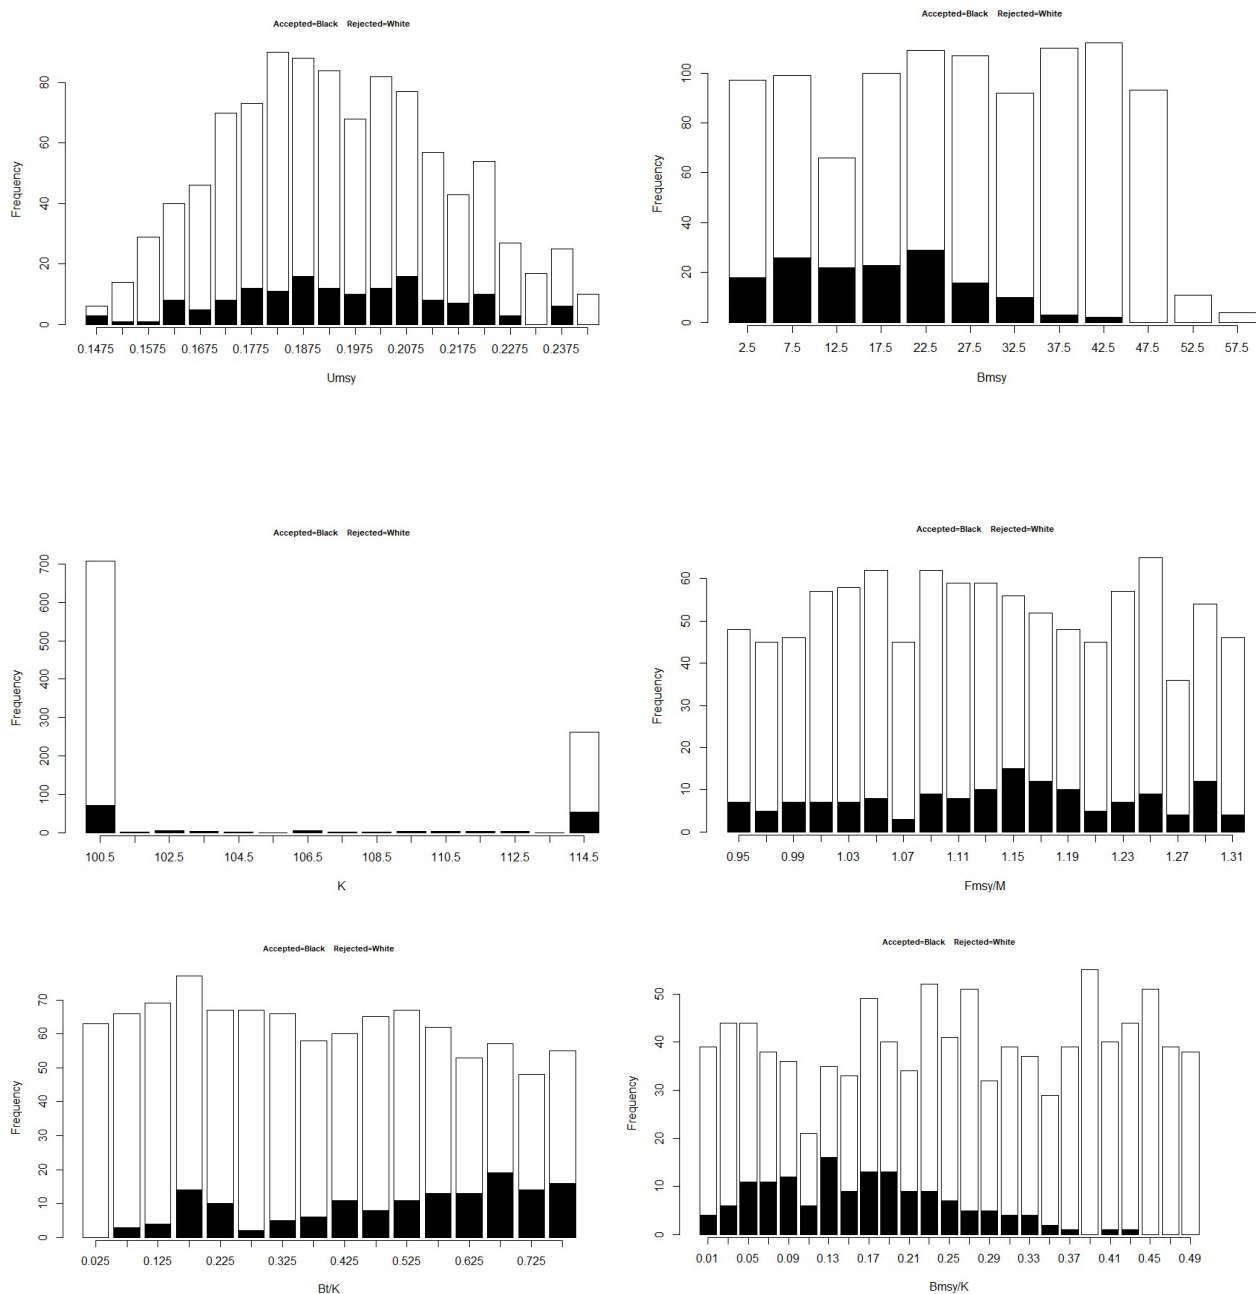 Accepted=Black Rejected=White
Frequency
0 20 40 60 80
0.1475 0.1575 0.1675 0.1775 0.1875 0.1975 0.2075 0.2175 0.2275 0.2375
Umsy
Accepted=Black Rejected=White
Frequency
0 20 40 60 80 100
2.5 7.5 12.5 17.5 22.5 27.5 32.5 37.5 42.5 47.5 52.5 57.5
Bmsy
Accepted=Black Rejected=White
Frequency
0 100 200 300 400 500 600 700
100.5 102.5 104.5 106.5 108.5 110.5 112.5 114.5
K
Accepted=Black Rejected=White
Frequency
0 10 20 30 40 50 60
0.95 0.99 1.03 1.07 1.11 1.15 1.19 1.23 1.27 1.31
Fmsy/M
Accepted=Black Rejected=White
Frequency
0 10 20 30 40 50 60 70
0.025 0.125 0.225 0.325 0.425 0.525 0.625 0.725
Bt/K
Accepted=Black Rejected=White
Frequency
0 10 20 30 40 50
0.01 0.05 0.09 0.13 0.17 0.21 0.25 0.29 0.33 0.37 0.41 0.45 0.49
Bmsy/K